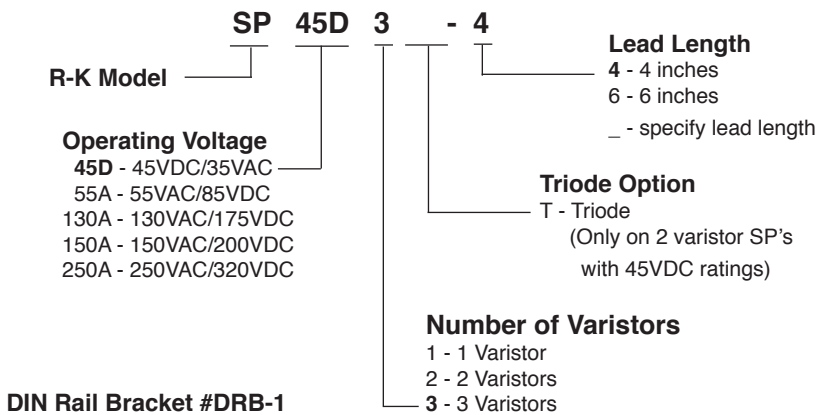 SP 45D 3 - 4
R-K Model
Lead Length
4 - 4 inches
6 - 6 inches
_ - specify lead length
Operating Voltage
45D - 45VDC/35VAC
55A - 55VAC/85VDC
130A - 130VAC/175VDC
150A - 150VAC/200VDC
250A - 250VAC/320VDC
Triode Option
T - Triode
(Only on 2 varistor SP's
with 45VDC ratings)
Number of Varistors
1 - 1 Varistor
2 - 2 Varistors
3 - 3 Varistors
DIN Rail Bracket #DRB-1